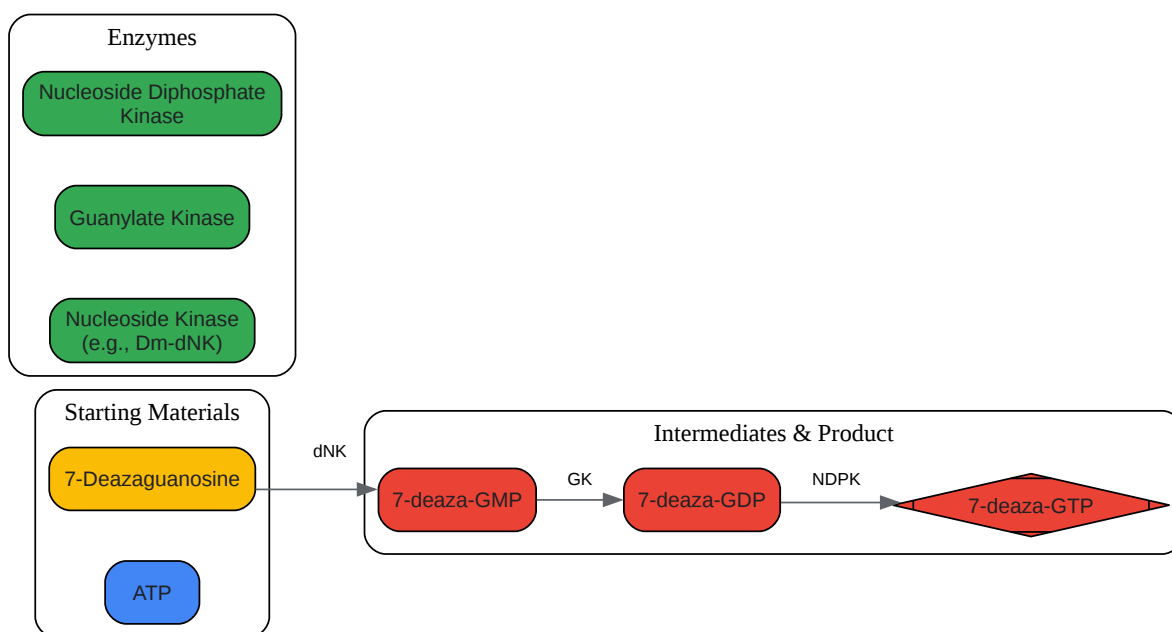 Enzymes
Nucleoside Diphosphate
Kinase
Guanylate Kinase
Nucleoside Kinase
(e.g., Dm-dNK)
Starting Materials
7-Deazaguanosine
ATP
dNK
Intermediates & Product
7-deaza-GMP
GK
7-deaza-GDP
NDPK
7-deaza-GTP